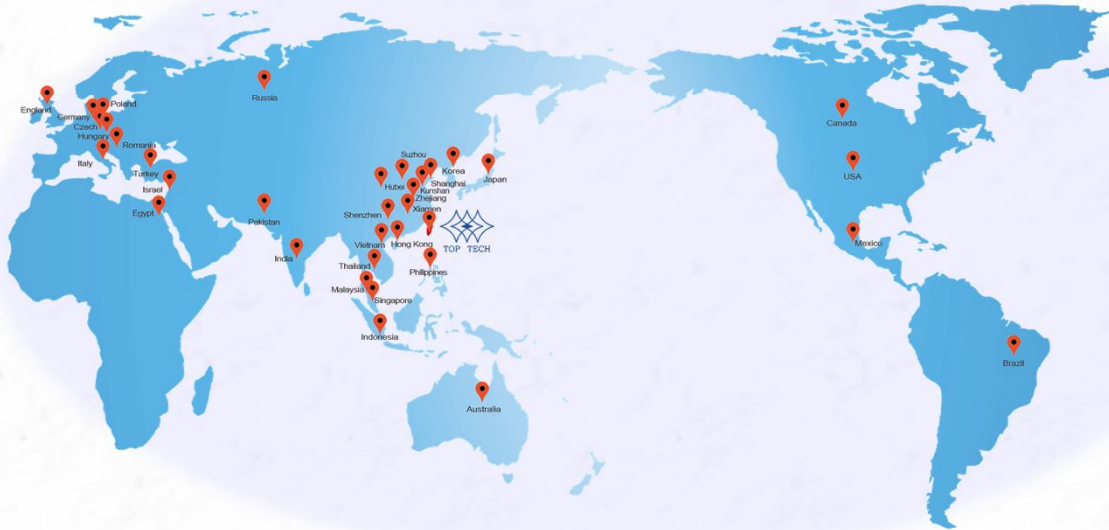 England
Poland
Germany
Czech
Hungary
Romania
Italy
Turkey
Israel
Egypt
Russia
Pakistan
India
Suzhou
Korea
Japan
Hubei
Shanghai
Kunshan
Zhejiang
Xiamen
Shenzhen
Vietnam
Hong Kong
TOP TECH
Thailand
Philippines
Malaysia
Singapore
Indonesia
Australia
Canada
USA
Mexico
Brazil